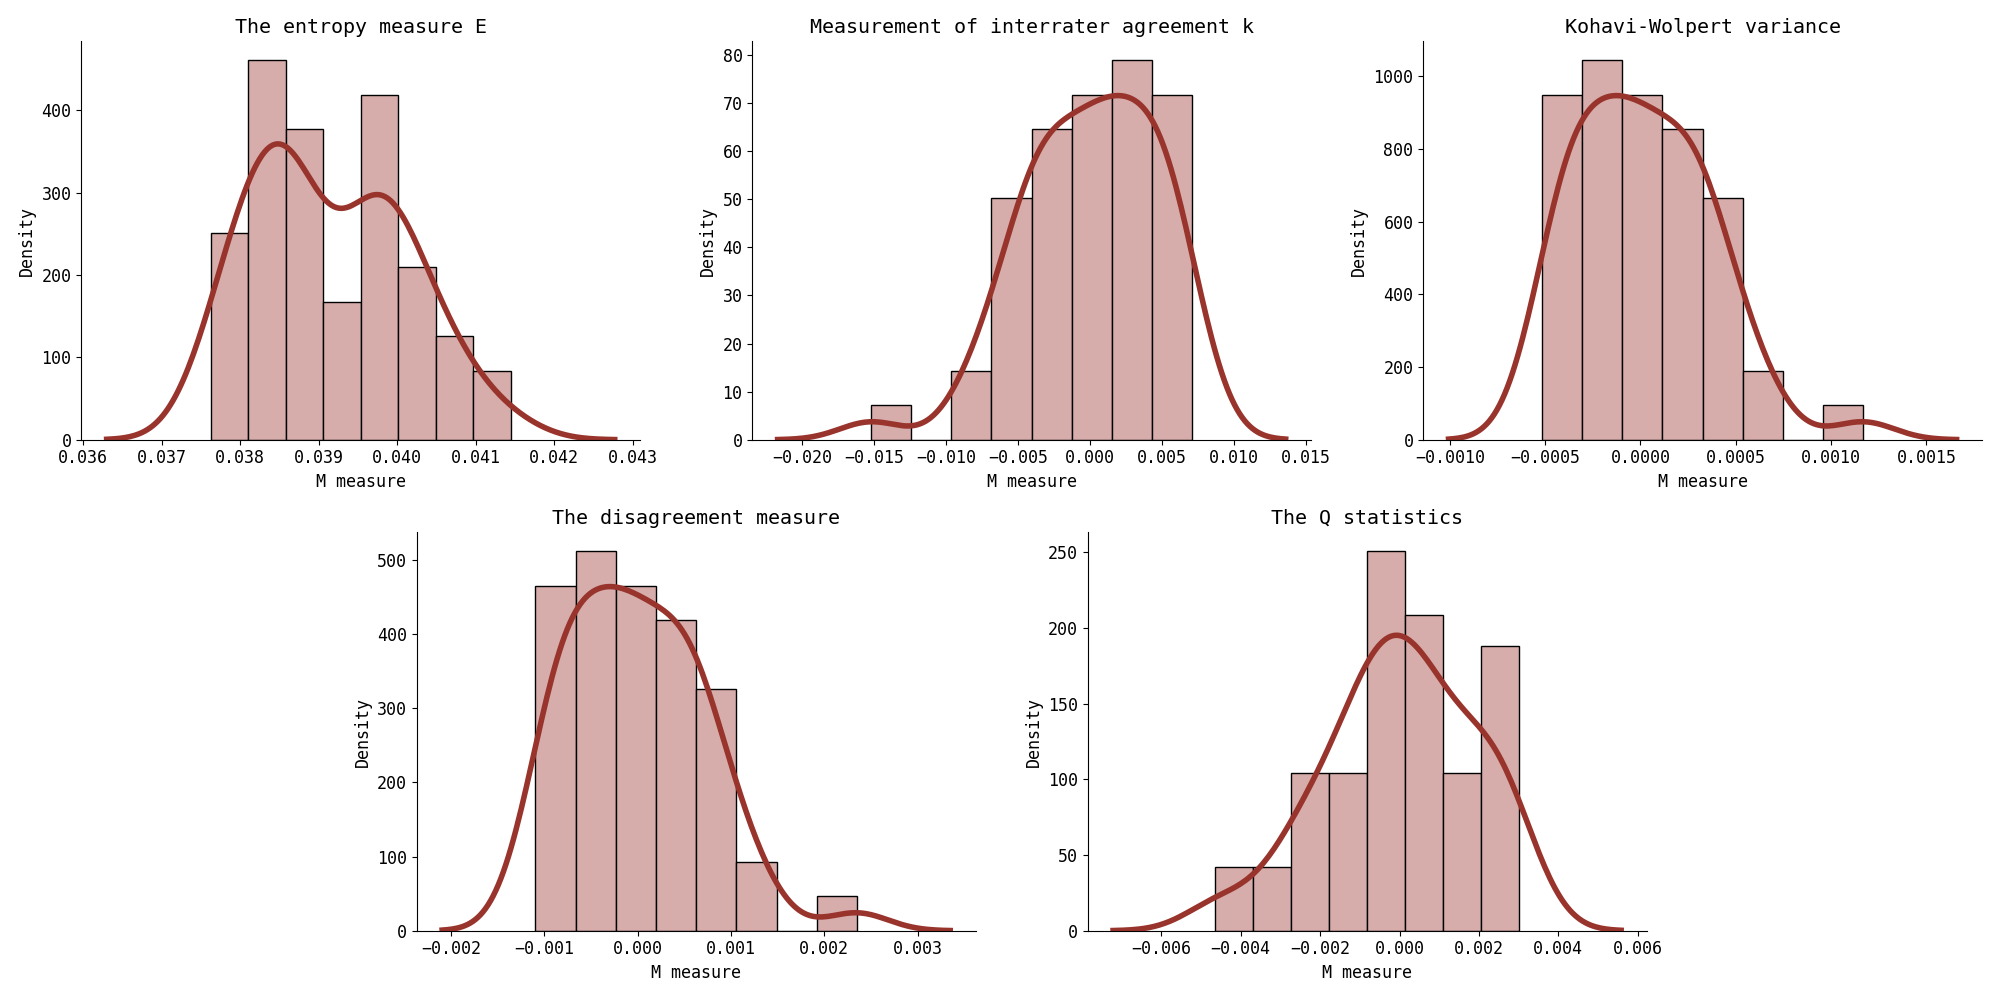 The entropy measure E
Density
400
300
200
100
0
0.036 0.037 0.038 0.039 0.040 0.041 0.042 0.043
M measure
Measurement of interrater agreement k
Density
80
70
60
50
40
30
20
10
0
−0.020 −0.015 −0.010 −0.005 0.000 0.005 0.010 0.015
M measure
Kohavi-Wolpert variance
Density
1000
800
600
400
200
0
−0.0010 −0.0005 0.0000 0.0005 0.0010 0.0015
M measure
The disagreement measure
Density
500
400
300
200
100
0
−0.002 −0.001 0.000 0.001 0.002 0.003
M measure
The Q statistics
Density
250
200
150
100
50
0
−0.006 −0.004 −0.002 0.000 0.002 0.004 0.006
M measure